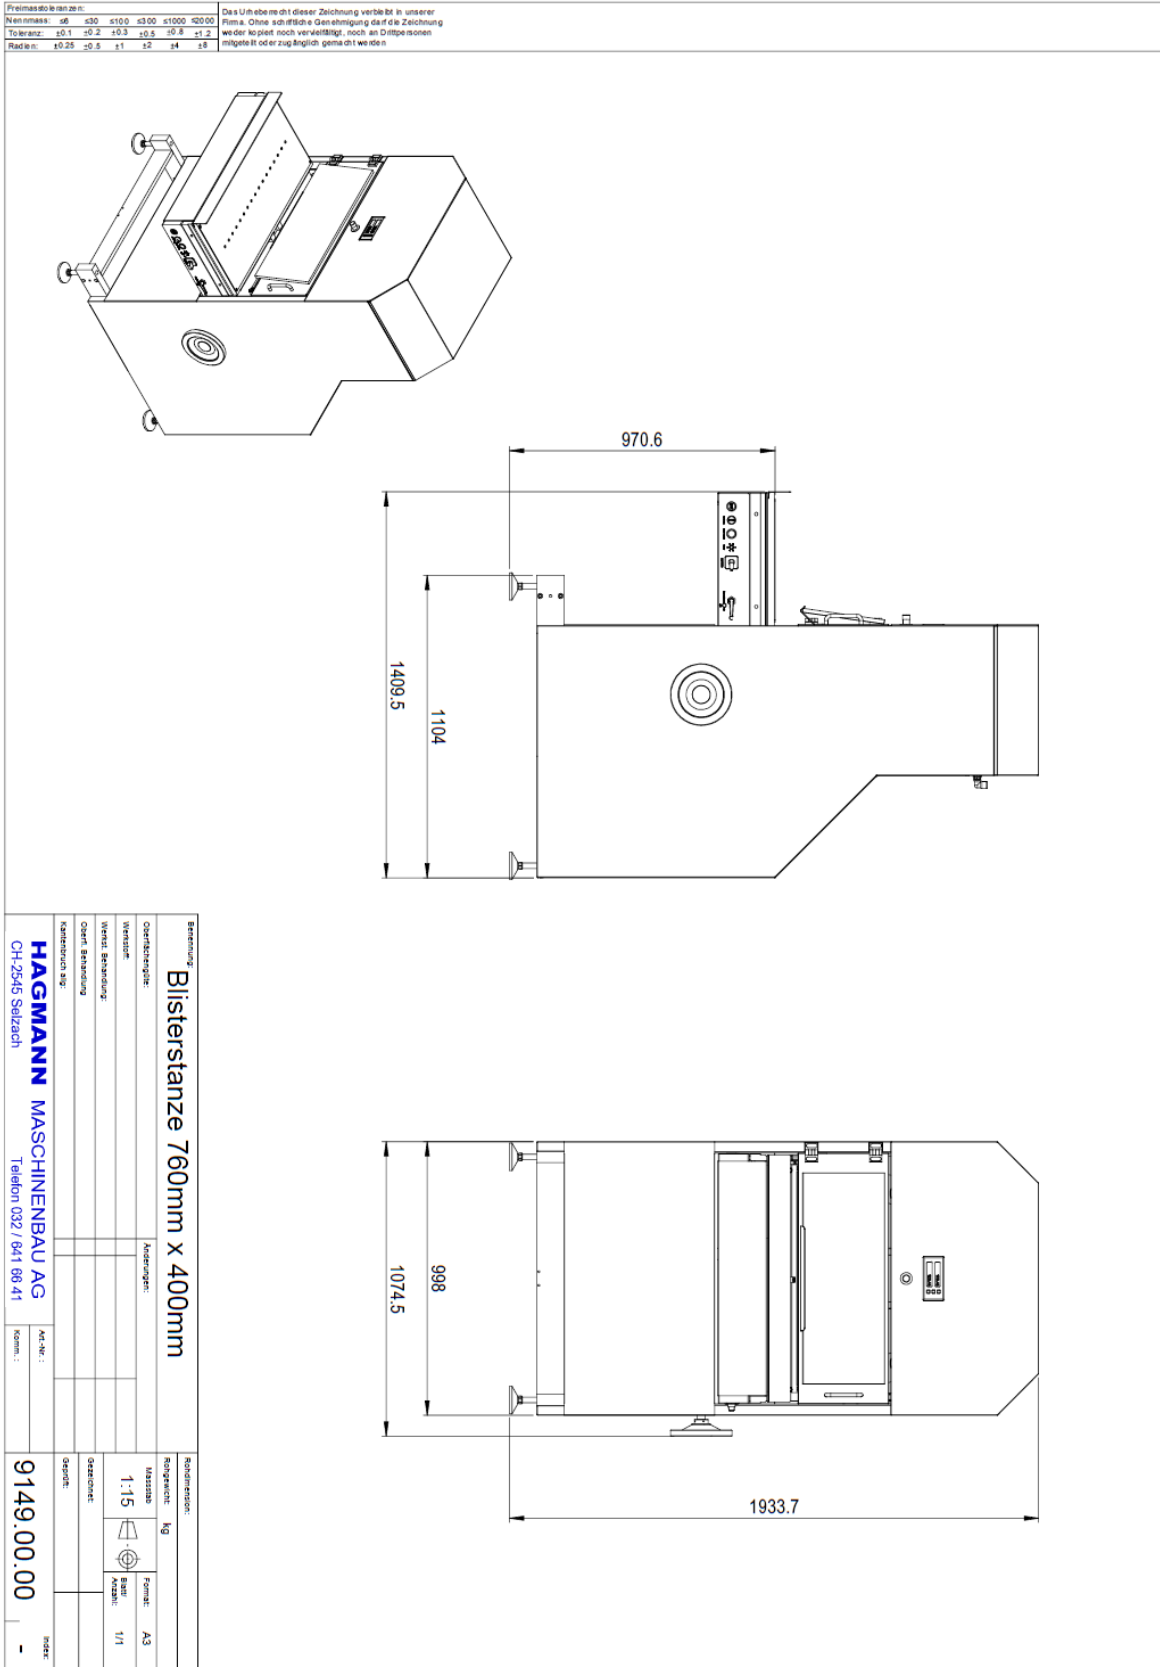 Freimasstoleranzen:
Nennmass: ≤6 ≤30 ≤100 ≤300 ≤1000 ≤2000
Toleranz: ±0.1 ±0.2 ±0.3 ±0.5 ±0.8 ±1.2
Radien: ±0.25 ±0.5 ±1 ±2 ±4 ±8
Das Urheberrecht dieser Zeichnung verbleibt in unserer
Firma. Ohne schriftliche Genehmigung darf die Zeichnung
weder kopiert noch vervielfältigt, noch an Drittpersonen
mitgeteilt oder zugänglich gemacht werden
970.6
1409.5
1104
998
1074.5
1933.7
Benennung:
Blisterstanze 760mm x 400mm
Oberflächengüte:
Änderungen:
Werkstoff:
Werkst. Behandlung:
Oberfl. Behandlung
Kantenbruch allg:
HAGMANN MASCHINENBAU AG
CH-2545 Selzach Telefon 032 / 641 66 41
Art.-Nr. :
Komm. :
Rohdimension:
Rohgewicht: kg
Massstab
1:15
Format: A3
Blatt/
Anzahl: 1/1
Gezeichnet:
Geprüft:
9149.00.00
Index:
-